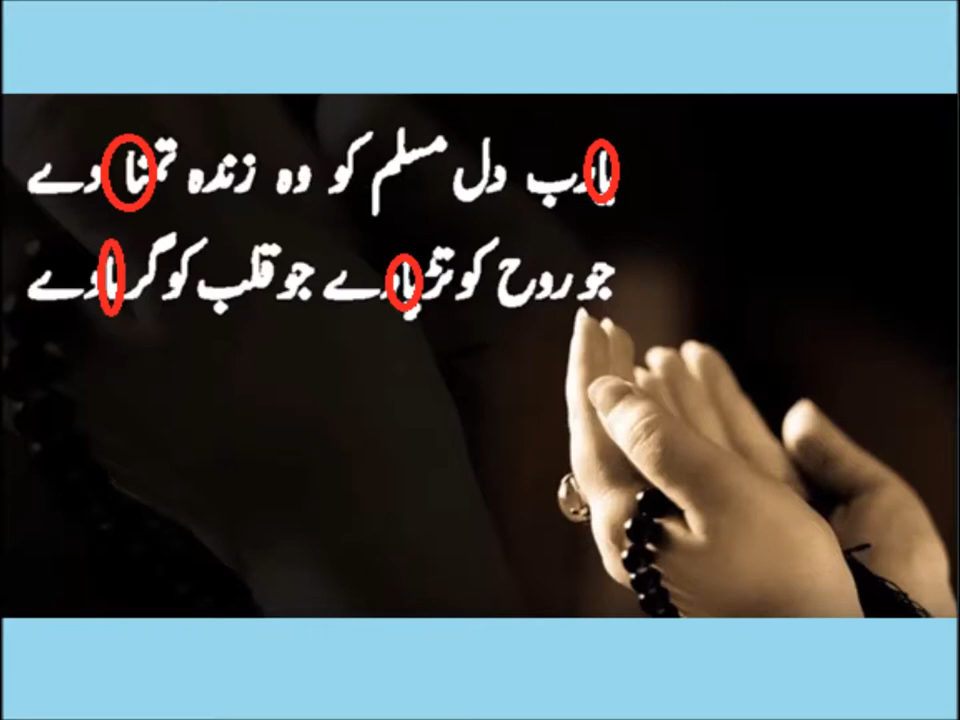 یارب دل مسلم کو وہ زندہ تمنا دے
جو روح کو تڑپا دے جو قلب کو گرما دے